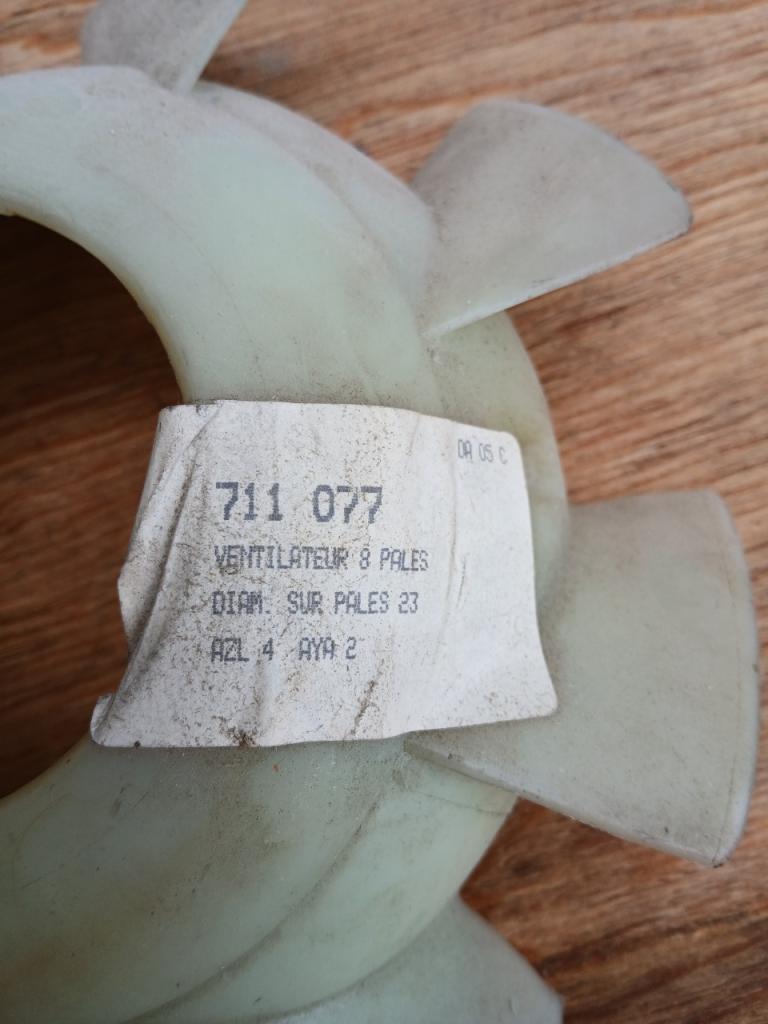 DA 05 C
711 077
VENTILATEUR 8 PALES
DIAM. SUR PALES 23
AZL 4 AYA 2